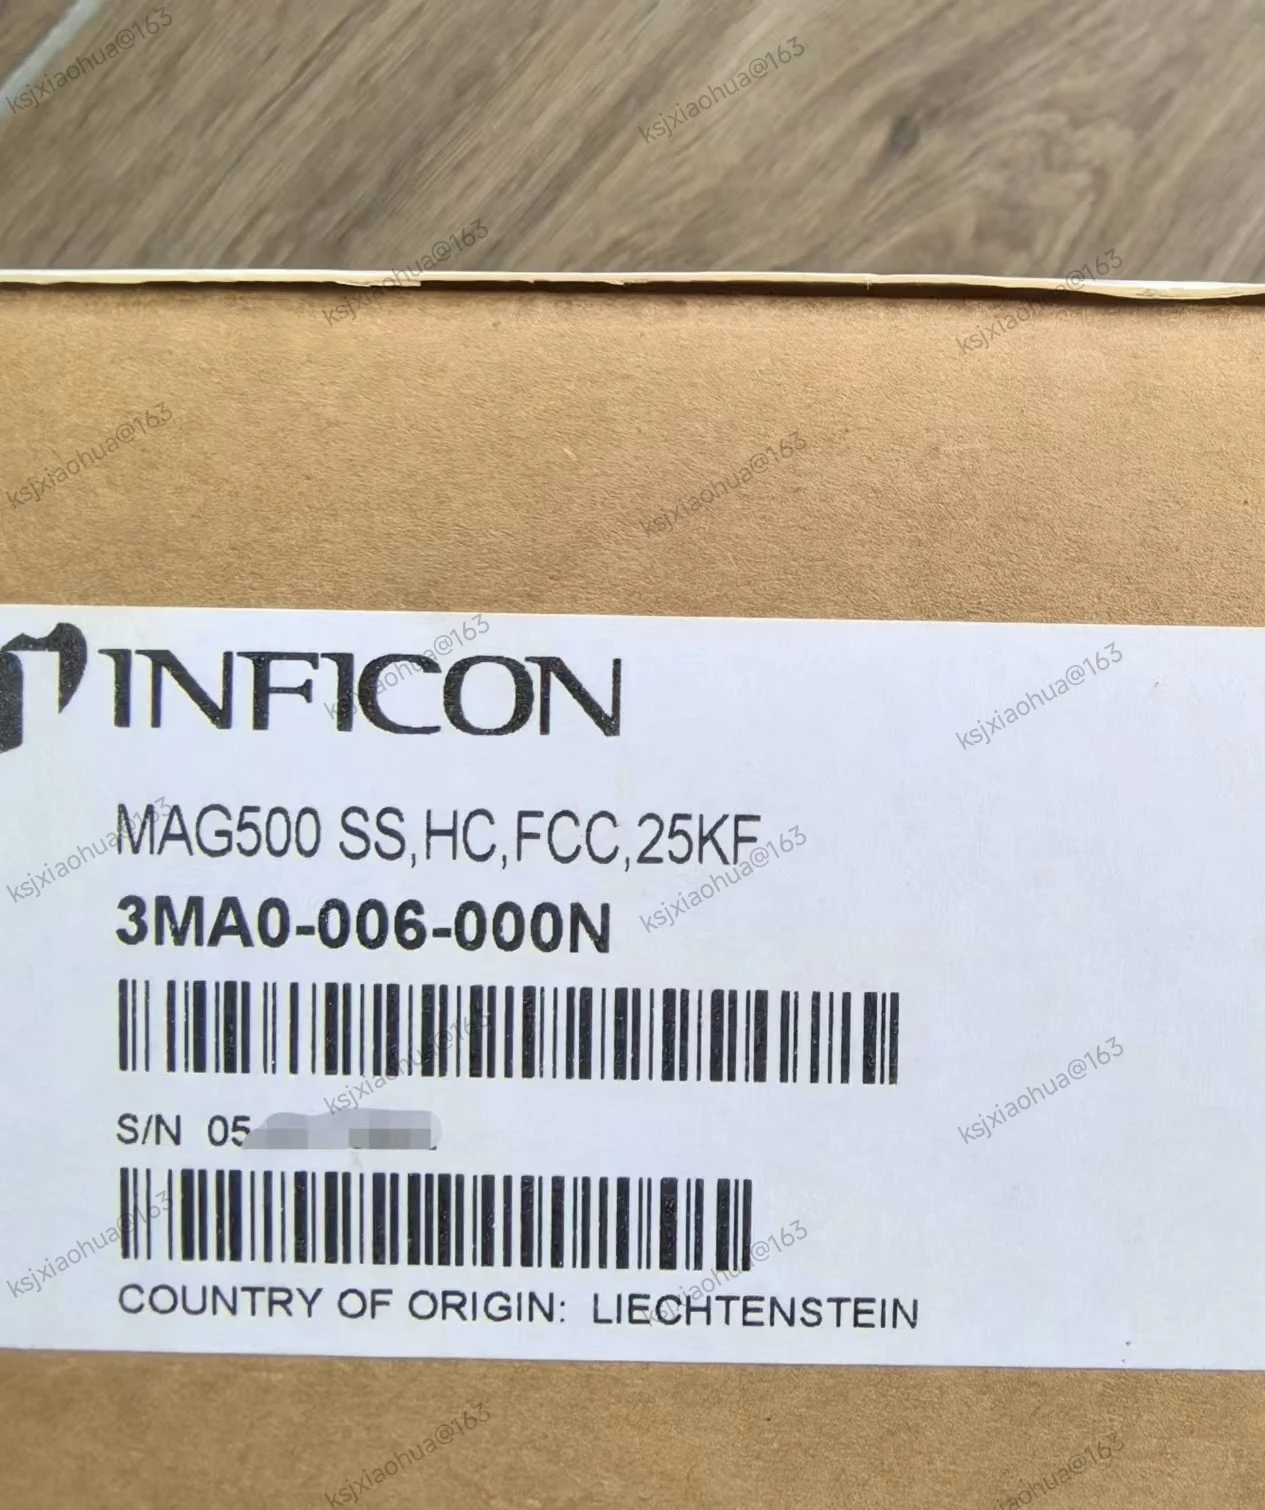 INFICON
MAG500 SS,HC,FCC,25KF
3MA0-006-000N
S/N 05
COUNTRY OF ORIGIN: LIECHTENSTEIN
ksjxiaohua@163